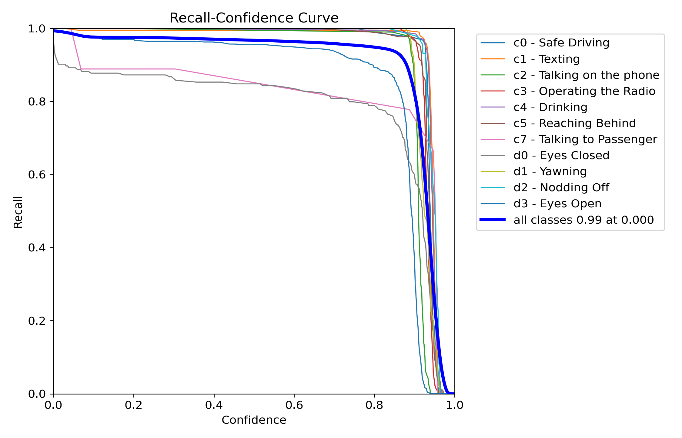 Recall-Confidence Curve
1.0
0.8
0.6
0.4
0.2
0.0
Recall
0.0 0.2 0.4 0.6 0.8 1.0
Confidence
c0 - Safe Driving
c1 - Texting
c2 - Talking on the phone
c3 - Operating the Radio
c4 - Drinking
c5 - Reaching Behind
c7 - Talking to Passenger
d0 - Eyes Closed
d1 - Yawning
d2 - Nodding Off
d3 - Eyes Open
all classes 0.99 at 0.000